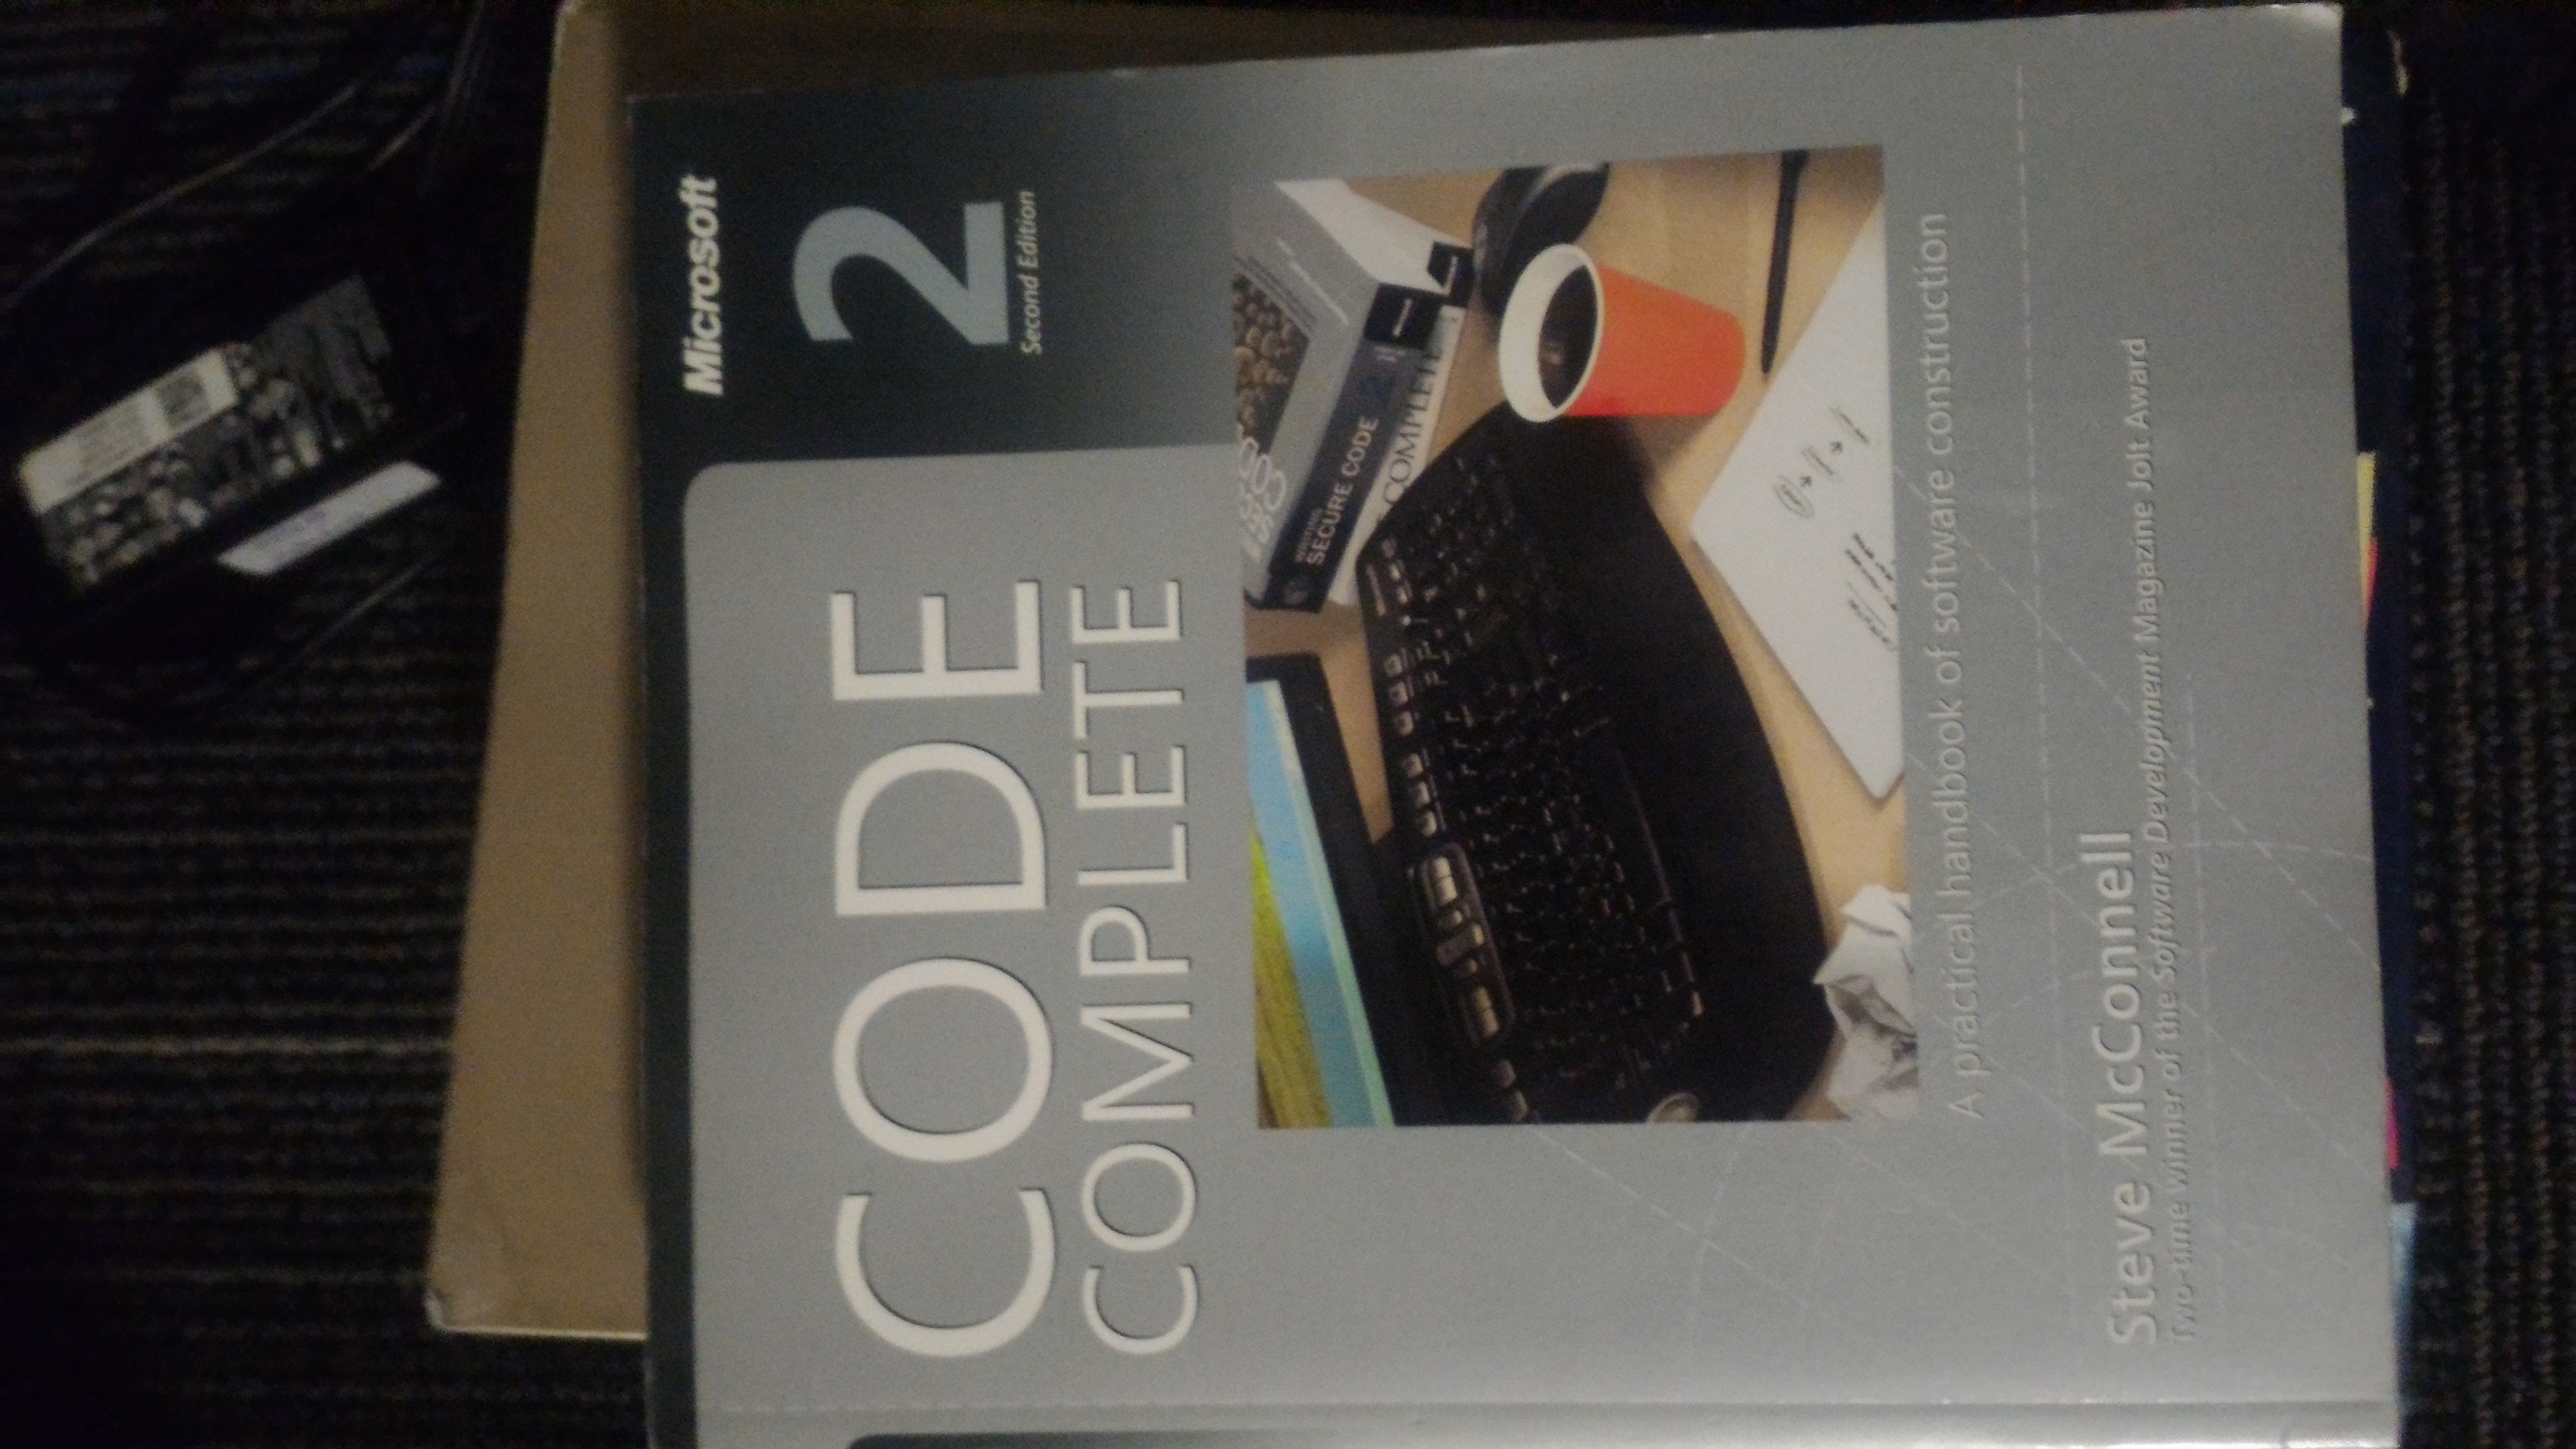 Microsoft
2
Second Edition
CODE
COMPLETE
WRITING
SECURE CODE
COMPLETE
A practical handbook of software construction
Steve McConnell
Two-time winner of the Software Development Magazine Jolt Award